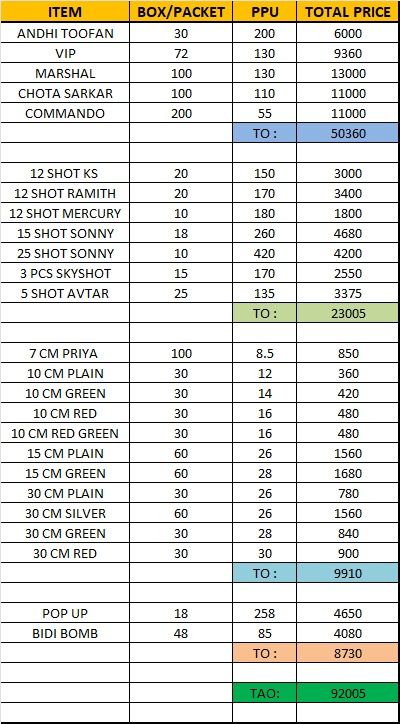 ITEM BOX/PACKET PPU TOTAL PRICE
ANDHI TOOFAN 30 200 6000
VIP 72 130 9360
MARSHAL 100 130 13000
CHOTA SARKAR 100 110 11000
COMMANDO 200 55 11000
TO : 50360
12 SHOT KS 20 150 3000
12 SHOT RAMITH 20 170 3400
12 SHOT MERCURY 10 180 1800
15 SHOT SONNY 18 260 4680
25 SHOT SONNY 10 420 4200
3 PCS SKYSHOT 15 170 2550
5 SHOT AVTAR 25 135 3375
TO : 23005
7 CM PRIYA 100 8.5 850
10 CM PLAIN 30 12 360
10 CM GREEN 30 14 420
10 CM RED 30 16 480
10 CM RED GREEN 30 16 480
15 CM PLAIN 60 26 1560
15 CM GREEN 60 28 1680
30 CM PLAIN 30 26 780
30 CM SILVER 60 26 1560
30 CM GREEN 30 28 840
30 CM RED 30 30 900
TO : 9910
POP UP 18 258 4650
BIDI BOMB 48 85 4080
TO : 8730
TAO: 92005